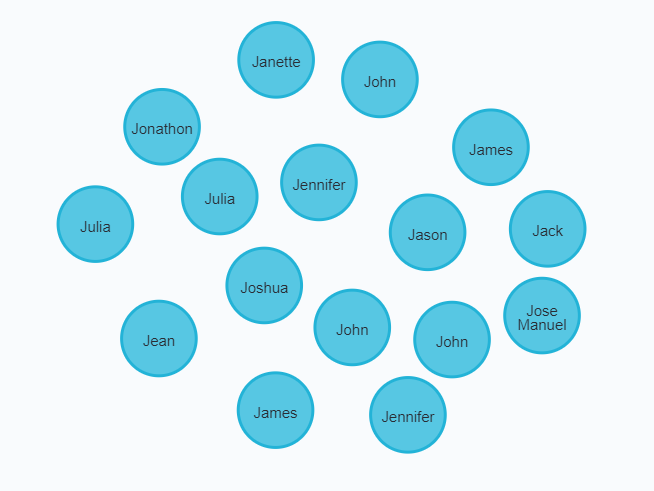 Janette
John
Jonathon
James
Jennifer
Julia
Julia
Jason
Jack
Joshua
Jose
Manuel
John
Jean
John
James
Jennifer